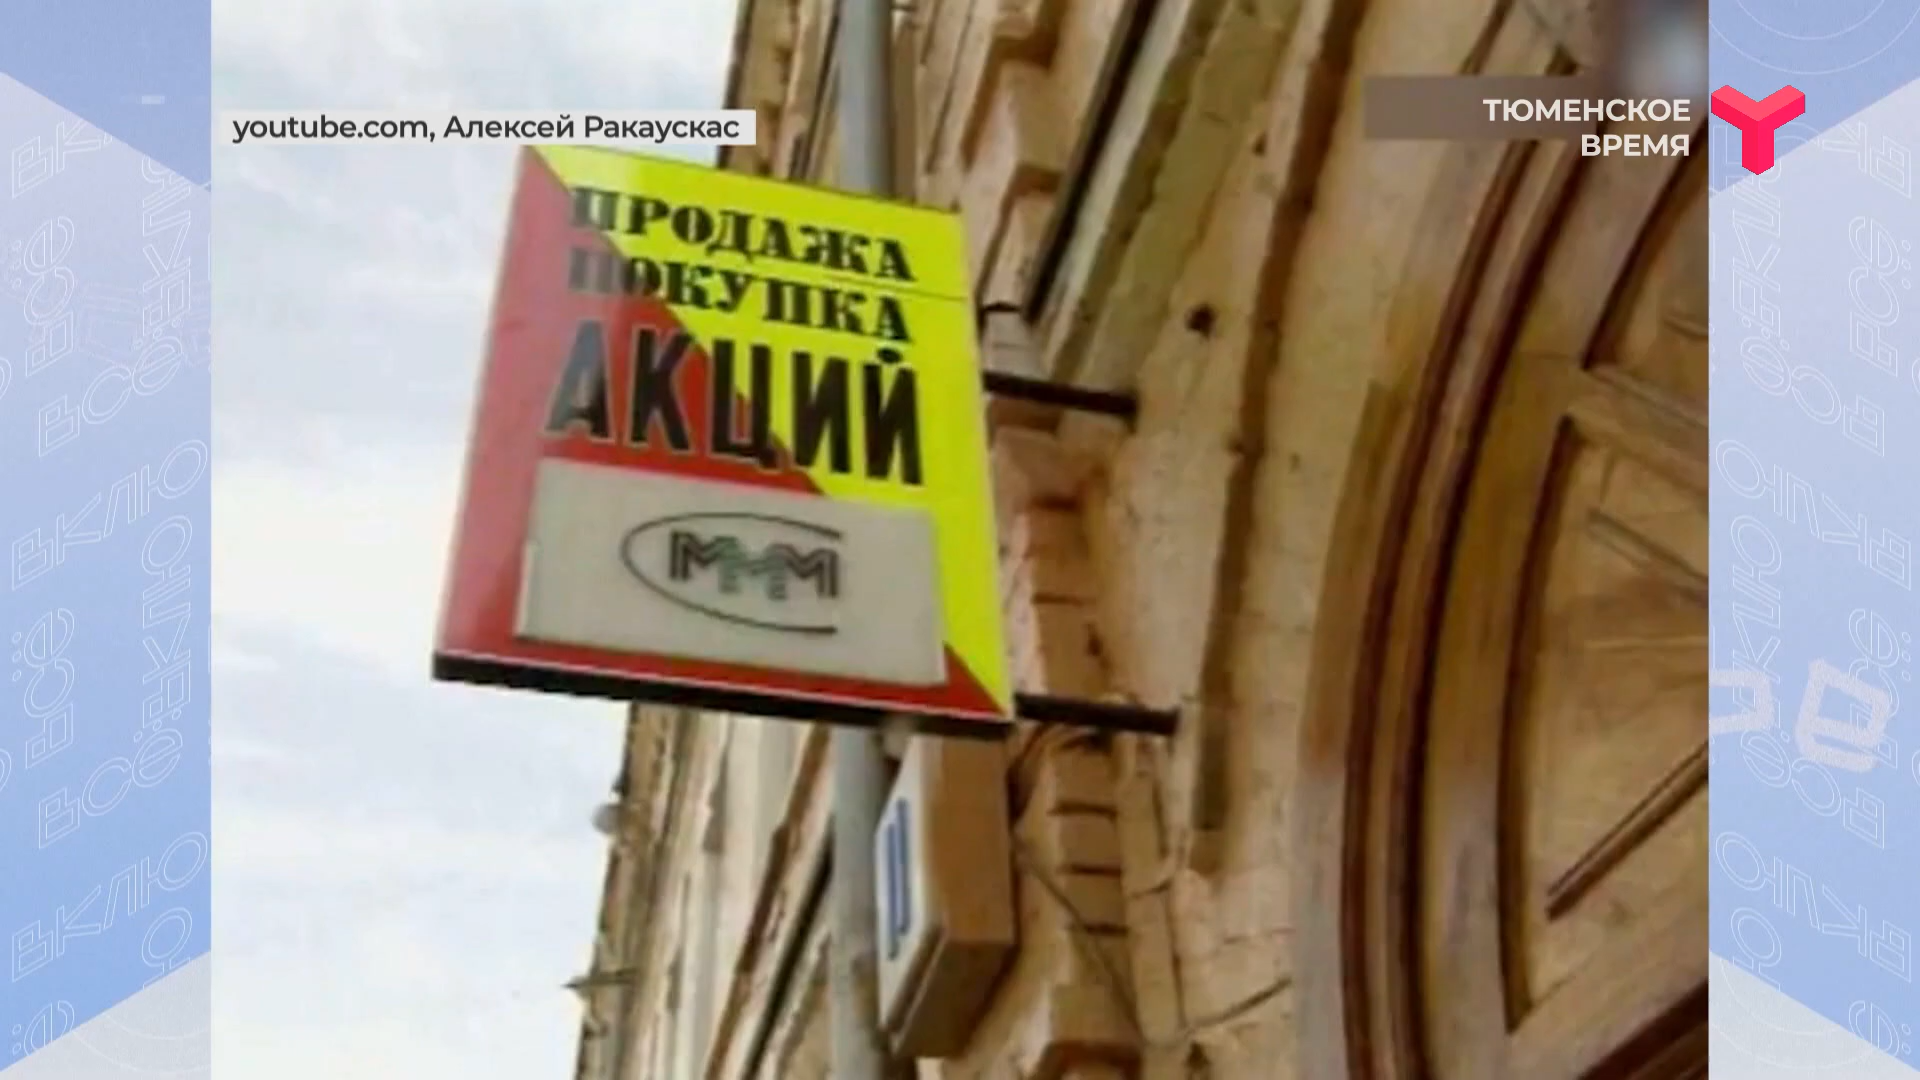 youtube.com, Алексей Ракаускас
ТЮМЕНСКОЕ
ВРЕМЯ
ПРОДАЖА
ПОКУПКА
АКЦИЙ
МММ